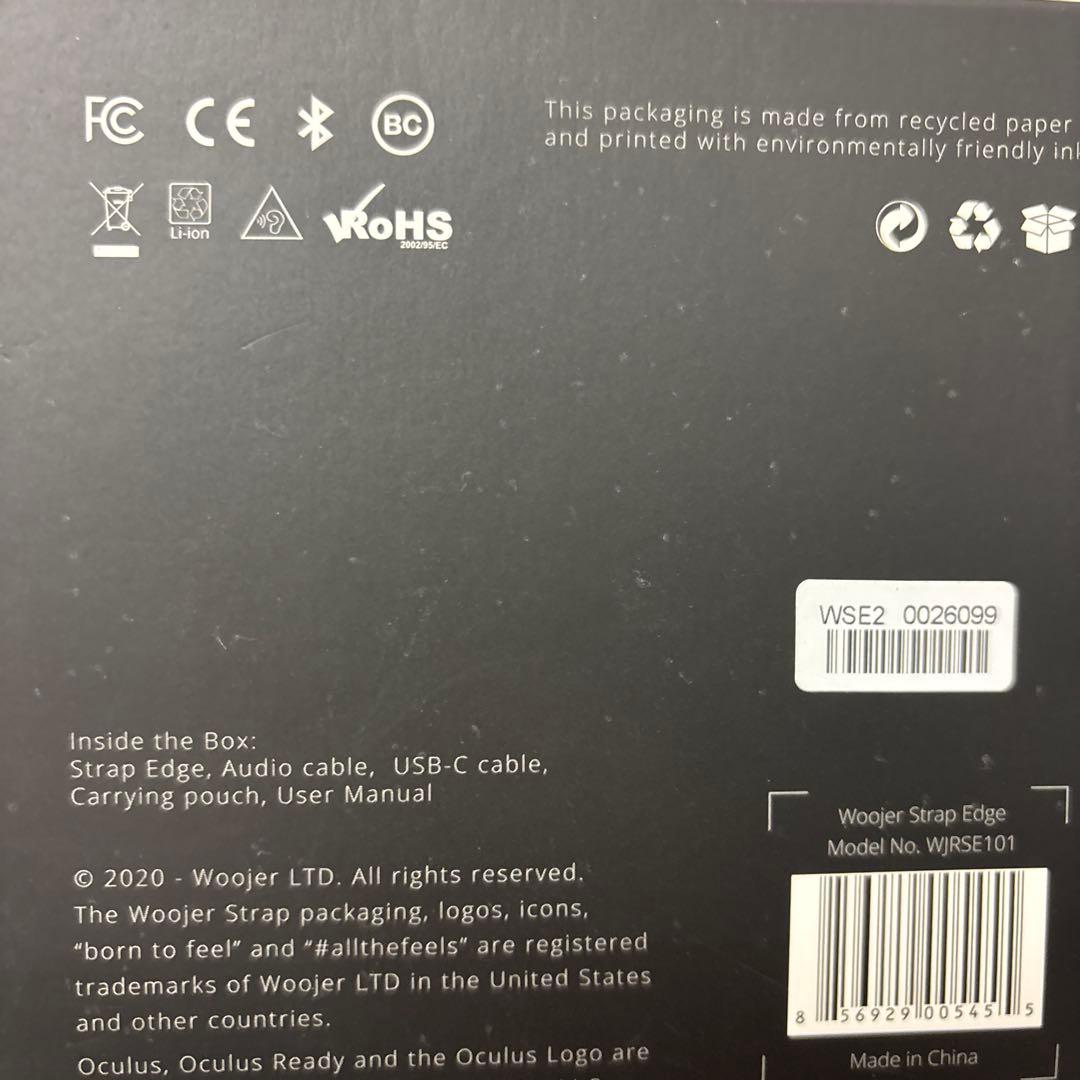 FC CE BC
This packaging is made from recycled paper
and printed with environmentally friendly
Li-ion
RoHS
2002/95/EC
WSE2 0026099
Inside the Box:
Strap Edge, Audio cable, USB-C cable,
Carrying pouch, User Manual
Woojer Strap Edge
Model No. WJRSE101
© 2020 - Woojer LTD. All rights reserved.
The Woojer Strap packaging, logos, icons,
“born to feel” and “#allthefeels” are registered
trademarks of Woojer LTD in the United States
and other countries.
Oculus, Oculus Ready and the Oculus Logo are
8 56929 00545 5
Made in China